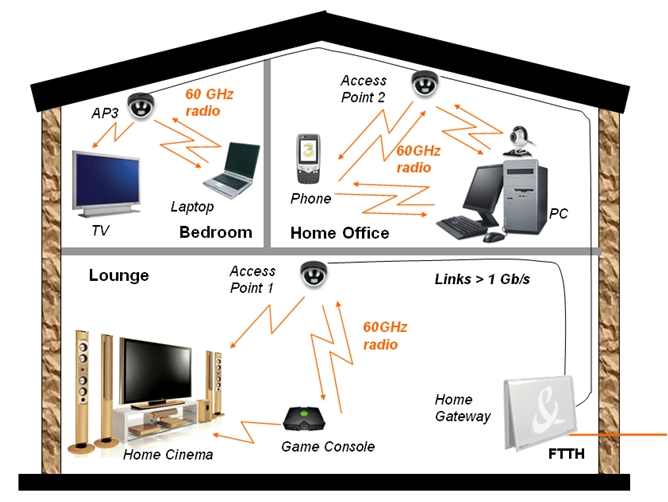 60 GHz
radio
AP3
TV
Laptop
Bedroom
Access
Point 2
3
60GHz
radio
Phone
PC
Home Office
Lounge
Access
Point 1
Links > 1 Gb/s
60GHz
radio
Home
Gateway
&
Home Cinema
Game Console
FTTH